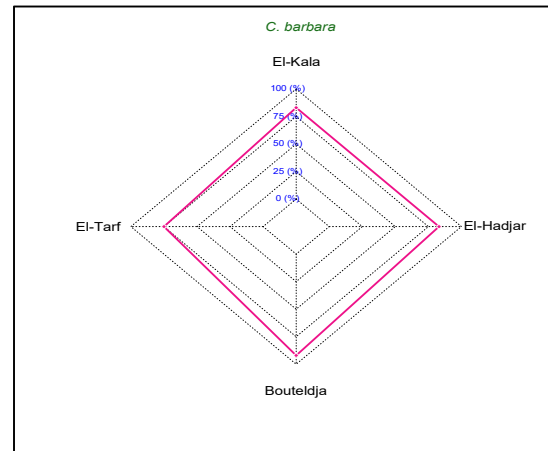 C. barbara
El-Kala
100 (%)
75 (%)
50 (%)
25 (%)
0 (%)
El-Tarf
El-Hadjar
Bouteldja